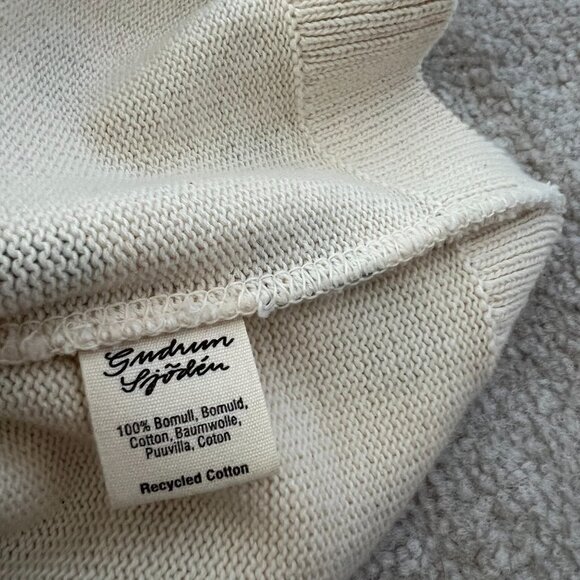 Gudrun
Sjödén
100% Bomull, Bomuld,
Cotton, Baumwolle,
Puuvilla, Coton
Recycled Cotton